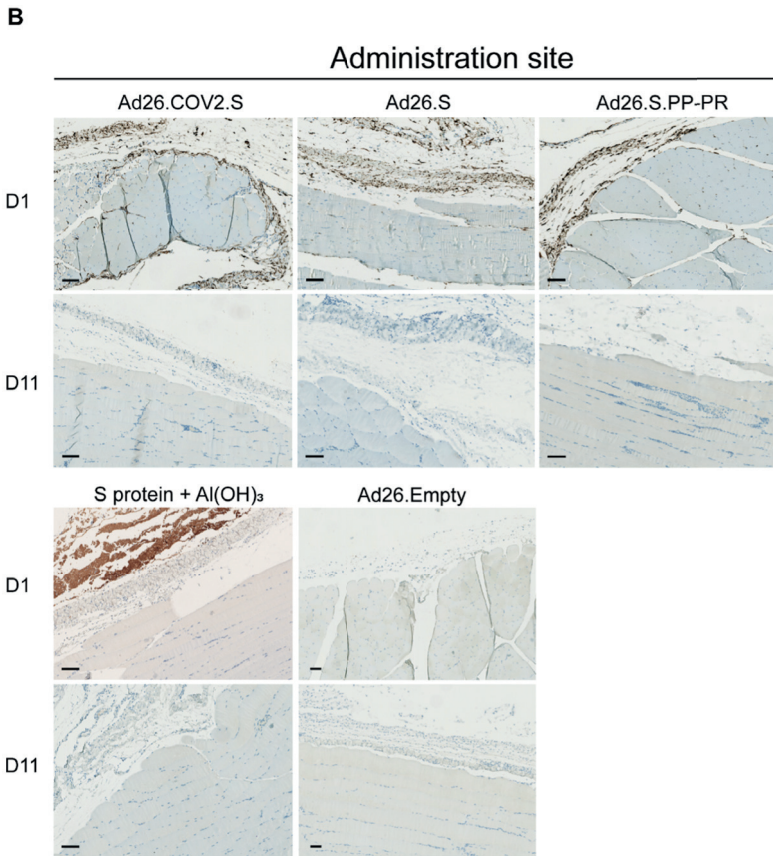 B
Administration site
Ad26.COV2.S Ad26.S Ad26.S.PP-PR
D1
D11
S protein + Al(OH)₃ Ad26.Empty
D1
D11